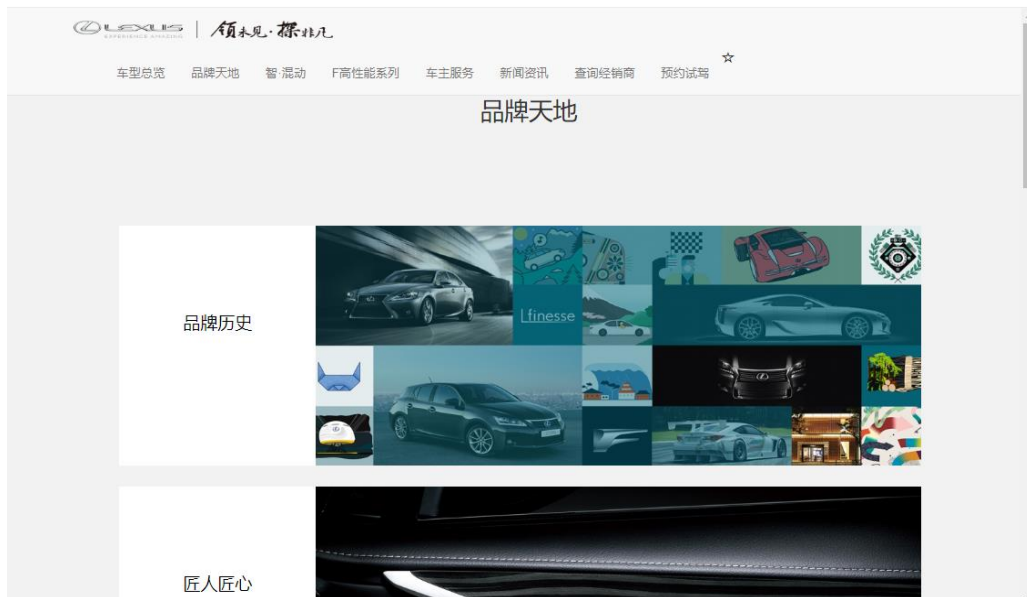 LEXUS
EXPERIENCE AMAZING
领未见·探非凡
车型总览 品牌天地 智·混动 F高性能系列 车主服务 新闻资讯 查询经销商 预约试驾
品牌天地
品牌历史
Lfinesse
匠人匠心